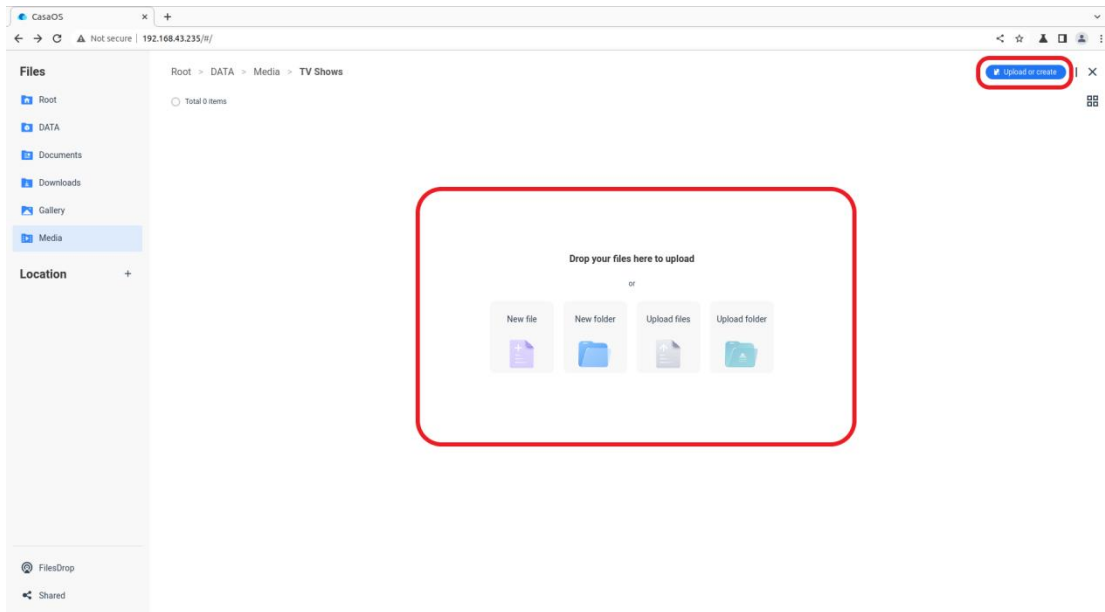 CasaOS
Not secure | 192.168.43.235/#/
Files
Root
DATA
Documents
Downloads
Gallery
Media
Location +
FilesDrop
Shared
Root > DATA > Media > TV Shows
Upload or create
Total 0 items
Drop your files here to upload
or
New file New folder Upload files Upload folder